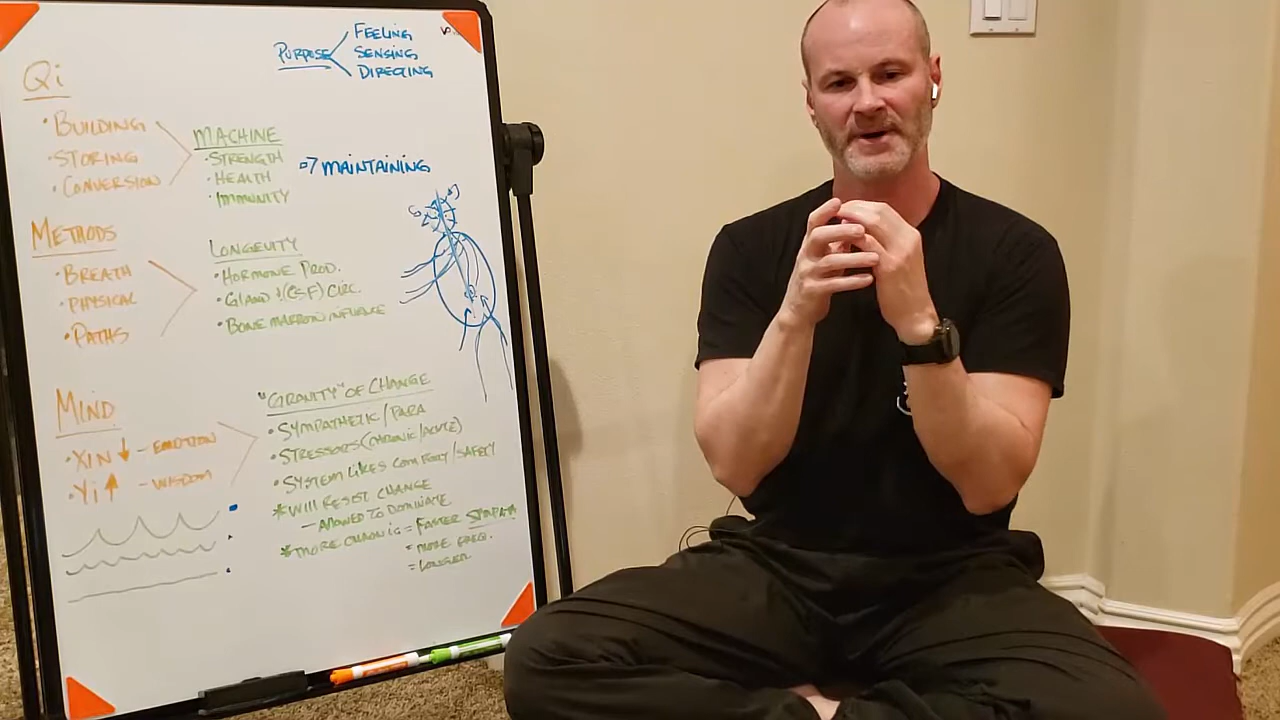 PURPOSE
FEELING
SENSING
DIRECTING
Qi
• BUILDING
• STORING
• CONVERSION
MACHINE
• STRENGTH
• HEALTH
• IMMUNITY
MAINTAINING
METHODS
• BREATH
• PHYSICAL
• PATHS
LONGEVITY
• HORMONE PROD.
• GLAND (CSF) CIRC.
• BONE MARROW INFLUENCE
MIND
• XIN ↓ - EMOTION
• Yi ↑ - WISDOM
"GRAVITY" OF CHANGE
• SYMPATHETIC / PARA
• STRESSORS (CHRONIC/ACUTE)
• SYSTEM LIKES COMFORT/SAFETY
* WILL RESIST CHANGE
- ALLOWED TO DOMINATE
* MORE CHRONIC = FASTER SYMPATH
= MORE FREQ.
= LONGER